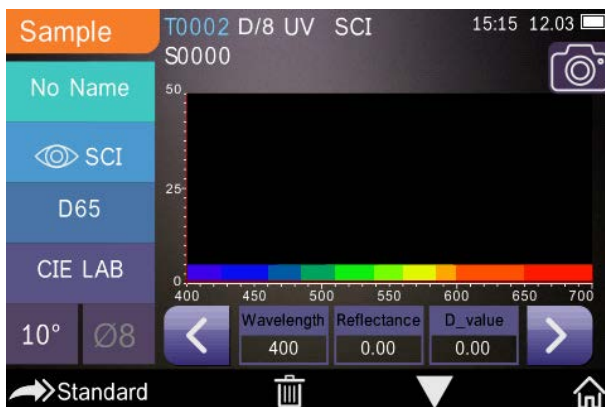 Sample
T0002 D/8 UV SCI 15:15 12.03
S0000
No Name
SCI
D65
CIE LAB
10° Ø8
50
25
0
400 450 500 550 600 650 700
Wavelength Reflectance D_value
400 0.00 0.00
Standard